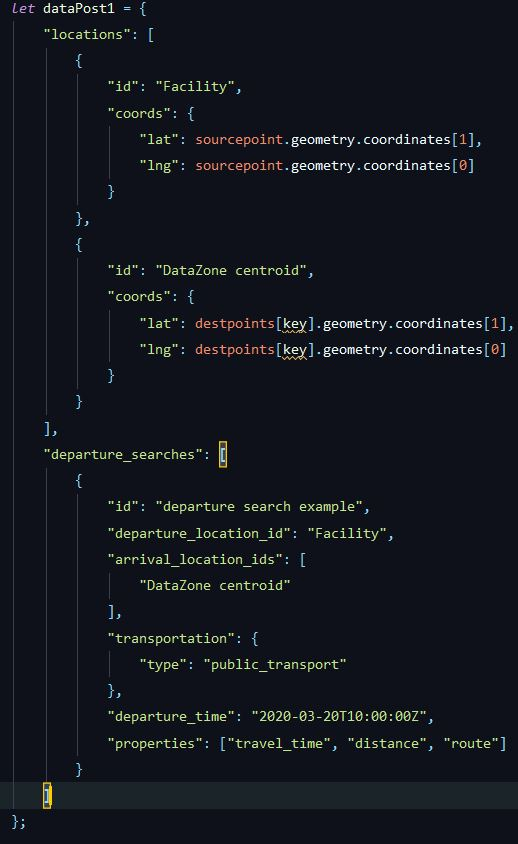 let dataPost1 = {
    "locations": [
        {
            "id": "Facility",
            "coords": {
                "lat": sourcepoint.geometry.coordinates[1],
                "lng": sourcepoint.geometry.coordinates[0]
            }
        },
        {
            "id": "DataZone centroid",
            "coords": {
                "lat": destpoints[key].geometry.coordinates[1],
                "lng": destpoints[key].geometry.coordinates[0]
            }
        }
    ],
    "departure_searches": [
        {
            "id": "departure search example",
            "departure_location_id": "Facility",
            "arrival_location_ids": [
                "DataZone centroid"
            ],
            "transportation": {
                "type": "public_transport"
            },
            "departure_time": "2020-03-20T10:00:00Z",
            "properties": ["travel_time", "distance", "route"]
        }
    ]
};